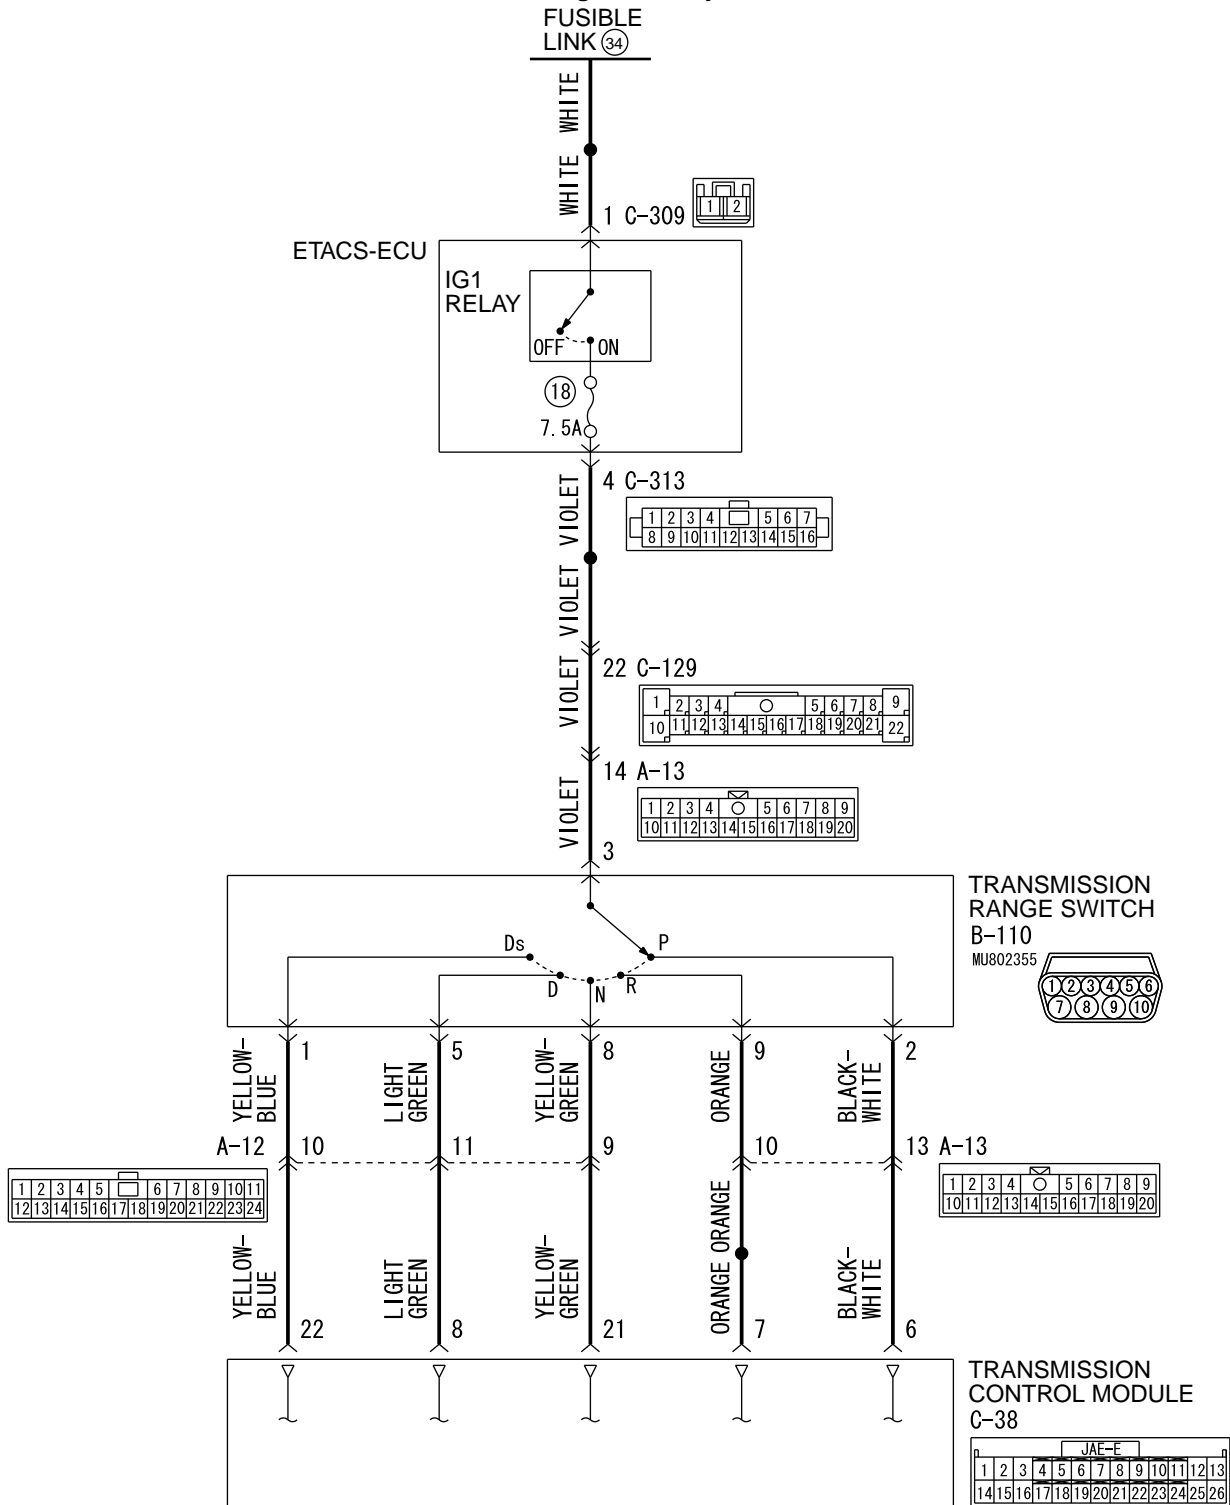 FUSIBLE
LINK 34
WHITE
WHITE
1 C-309
1 2
ETACS-ECU
IG1
RELAY
OFF ON
18
7.5A
4 C-313
VIOLET
1 2 3 4 5 6 7
8 9 10 11 12 13 14 15 16
VIOLET
22 C-129
VIOLET
1 2 3 4 5 6 7 8 9
10 11 12 13 14 15 16 17 18 19 20 21 22
14 A-13
VIOLET
1 2 3 4 5 6 7 8 9
10 11 12 13 14 15 16 17 18 19 20
3
TRANSMISSION
RANGE SWITCH
B-110
MU802355
1 2 3 4 5 6
7 8 9 10
Ds P
D N R
1 5 8 9 2
YELLOW-
BLUE
LIGHT
GREEN
YELLOW-
GREEN
ORANGE
BLACK-
WHITE
A-12 10 11 9 10 13 A-13
1 2 3 4 5 6 7 8 9 10 11
12 13 14 15 16 17 18 19 20 21 22 23 24
1 2 3 4 5 6 7 8 9
10 11 12 13 14 15 16 17 18 19 20
YELLOW-
BLUE
LIGHT
GREEN
YELLOW-
GREEN
ORANGE ORANGE
BLACK-
WHITE
22 8 21 7 6
TRANSMISSION
CONTROL MODULE
C-38
JAE-E
1 2 3 4 5 6 7 8 9 10 11 12 13
14 15 16 17 18 19 20 21 22 23 24 25 26